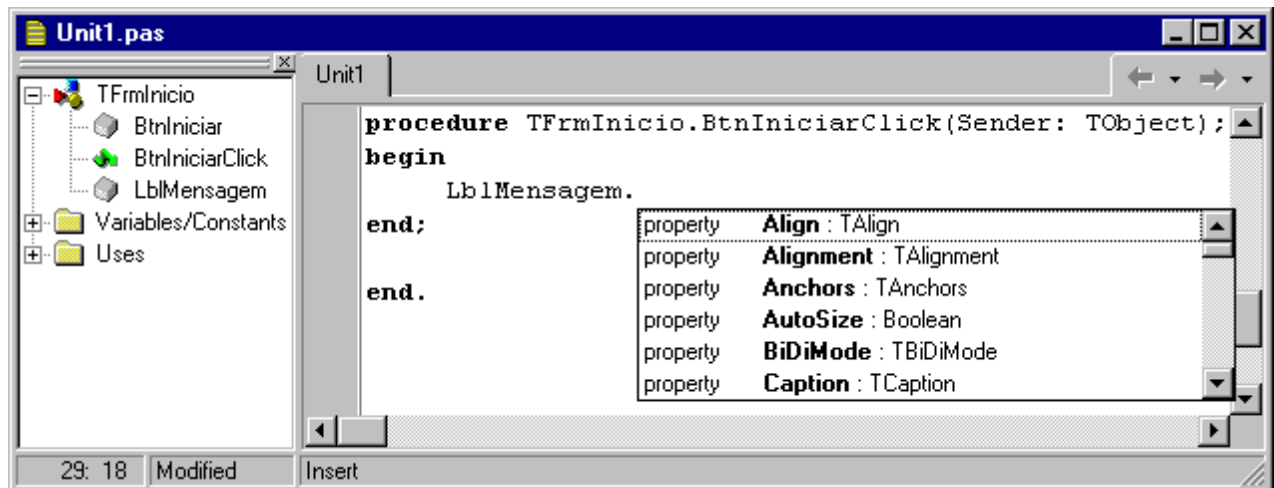 Unit1.pas
TFrmInicio
BtnIniciar
BtnIniciarClick
LblMensagem
Variables/Constants
Uses
Unit1
procedure TFrmInicio.BtnIniciarClick(Sender: TObject);
begin
LblMensagem.
end;
end.
property Align : TAlign
property Alignment : TAlignment
property Anchors : TAnchors
property AutoSize : Boolean
property BiDiMode : TBiDiMode
property Caption : TCaption
29: 18 Modified Insert